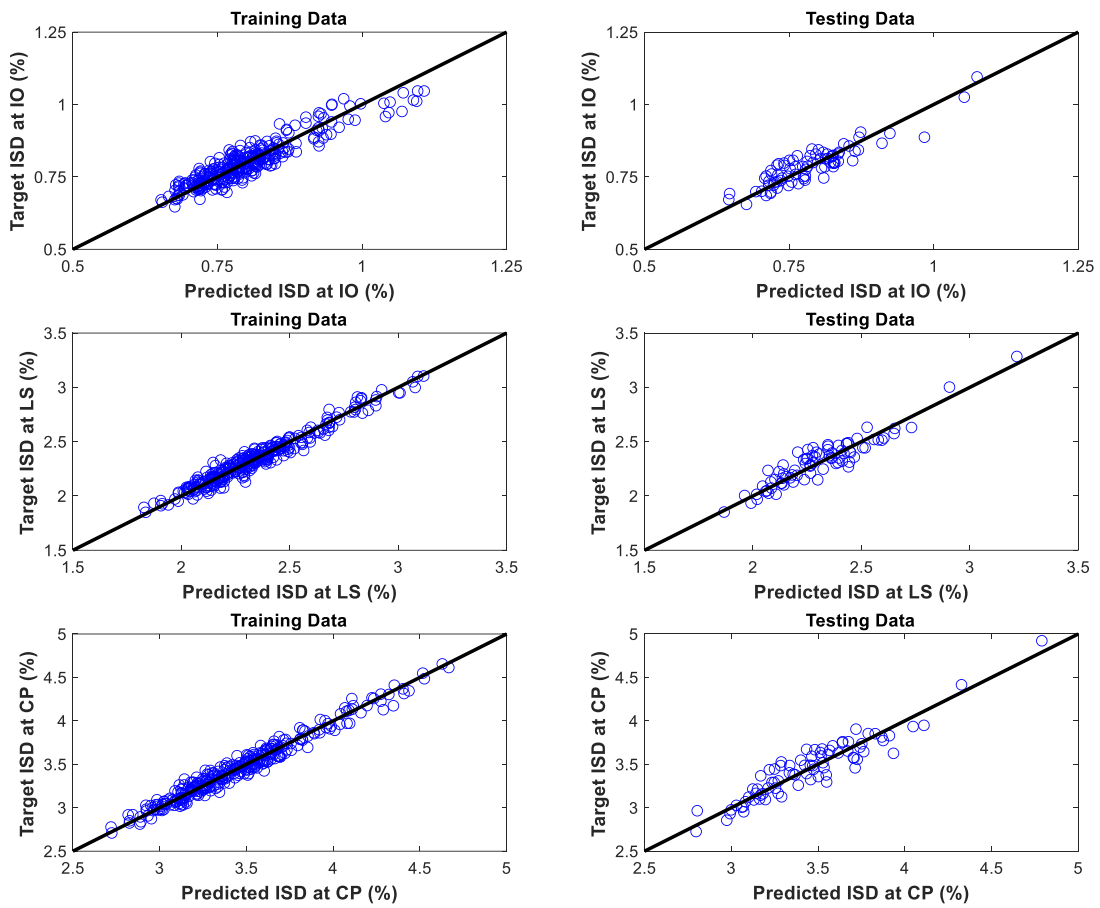 Training Data
Target ISD at IO (%)
1.25
1
0.75
0.5
0.5 0.75 1 1.25
Predicted ISD at IO (%)
Testing Data
Target ISD at IO (%)
1.25
1
0.75
0.5
0.5 0.75 1 1.25
Predicted ISD at IO (%)
Training Data
Target ISD at LS (%)
3.5
3
2.5
2
1.5
1.5 2 2.5 3 3.5
Predicted ISD at LS (%)
Testing Data
Target ISD at LS (%)
3.5
3
2.5
2
1.5
1.5 2 2.5 3 3.5
Predicted ISD at LS (%)
Training Data
Target ISD at CP (%)
5
4.5
4
3.5
3
2.5
2.5 3 3.5 4 4.5 5
Predicted ISD at CP (%)
Testing Data
Target ISD at CP (%)
5
4.5
4
3.5
3
2.5
2.5 3 3.5 4 4.5 5
Predicted ISD at CP (%)